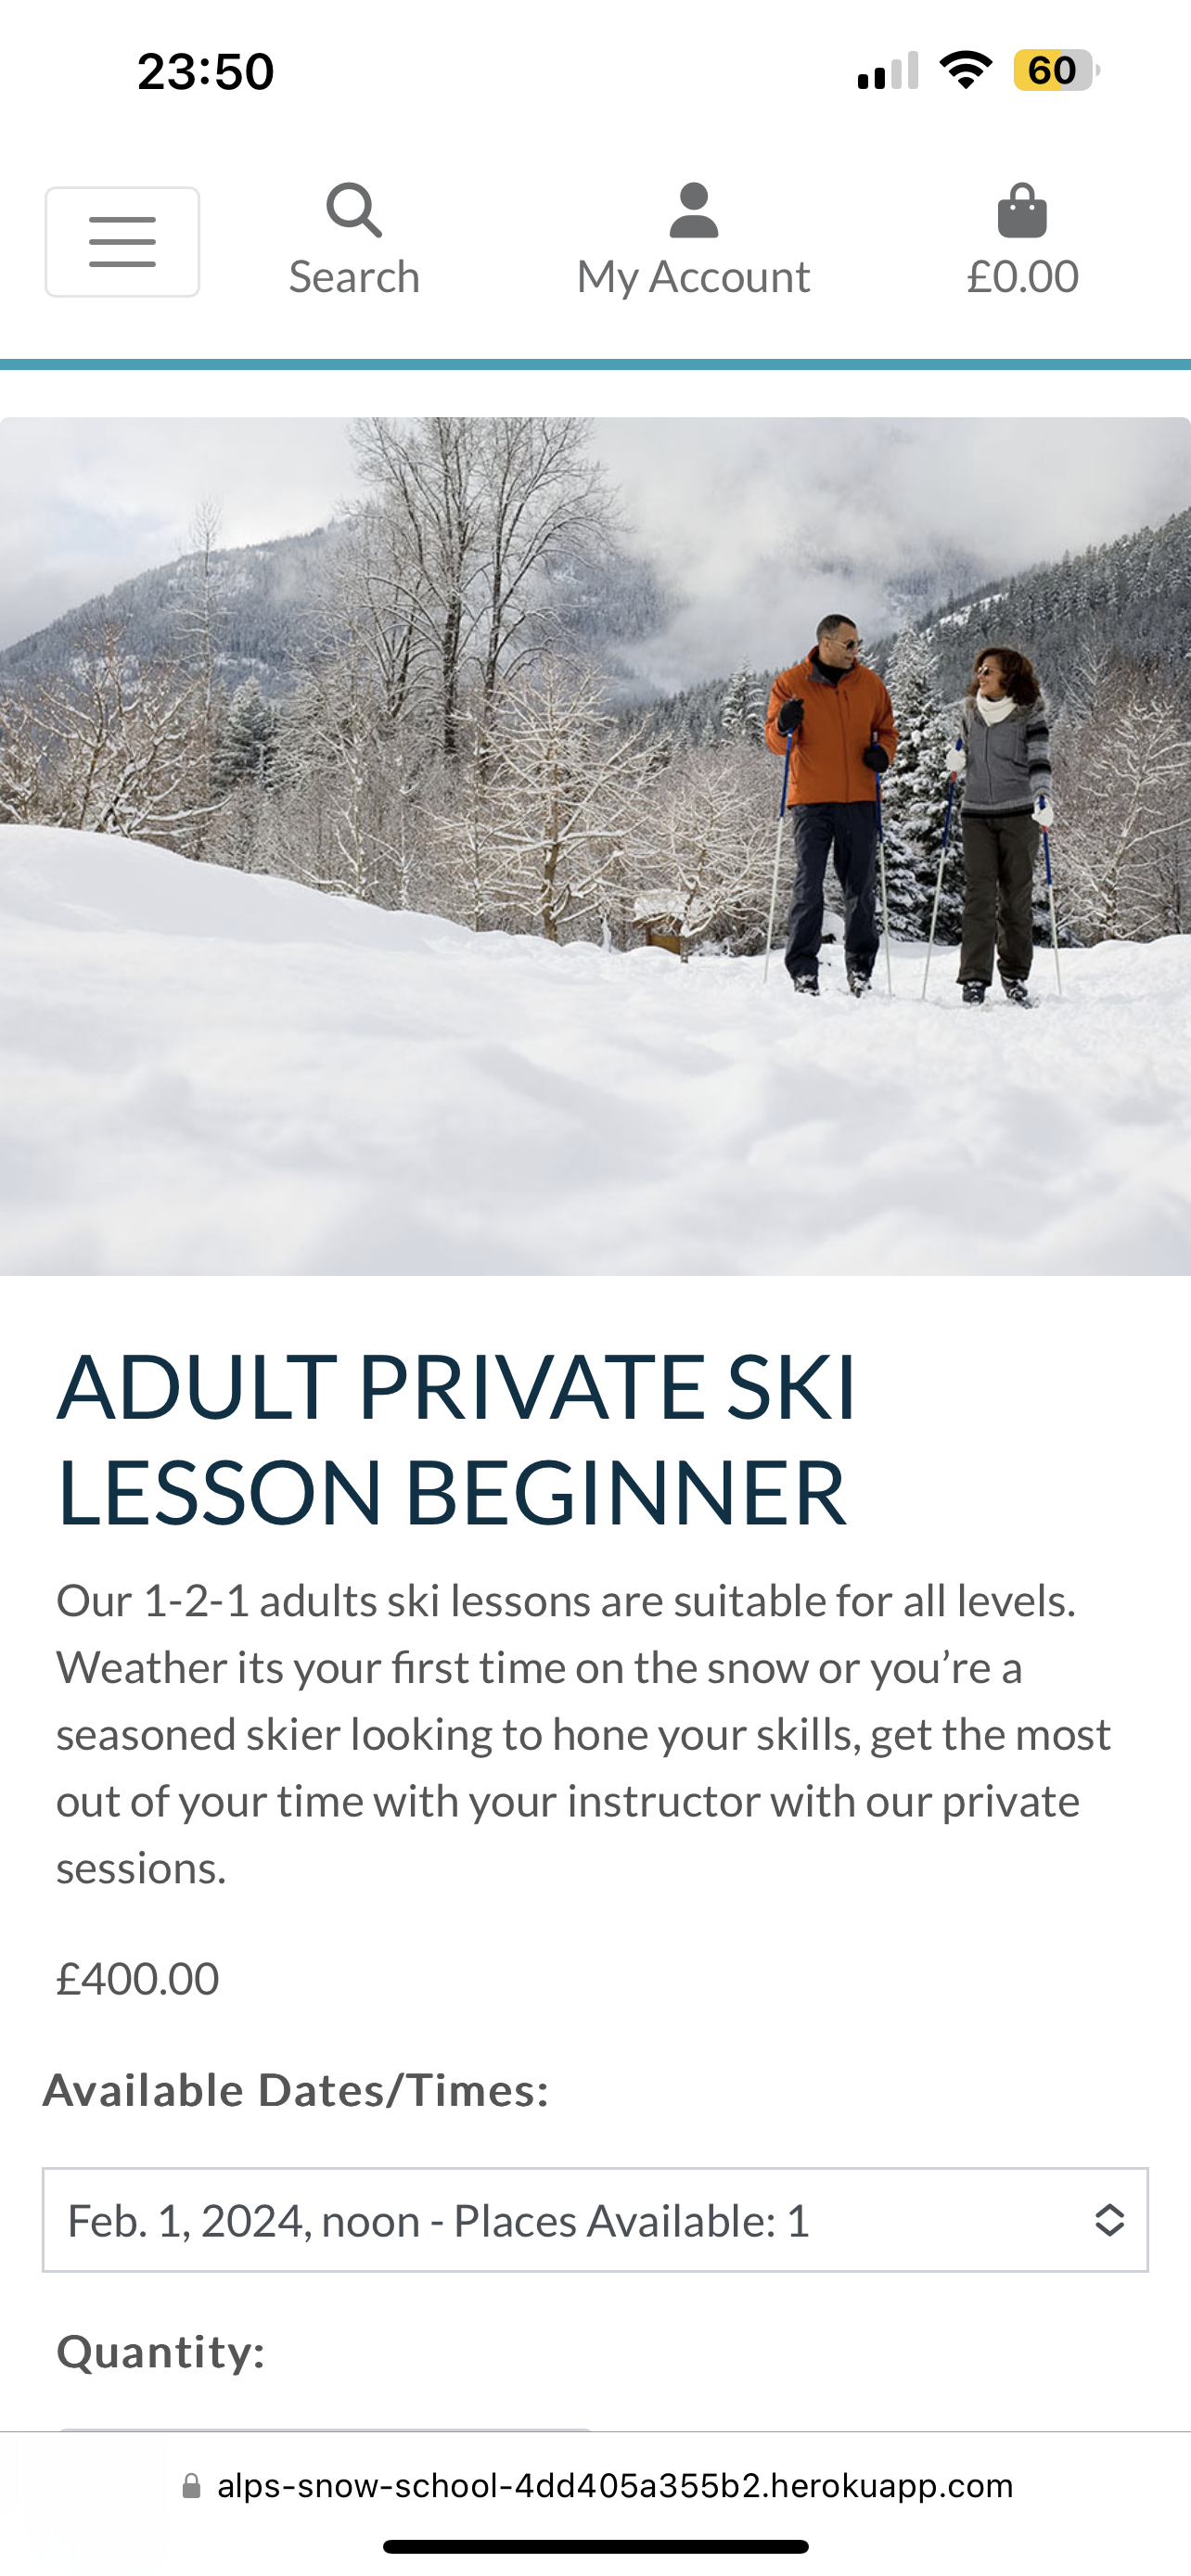 23:50
60
Search
My Account
£0.00
ADULT PRIVATE SKI
LESSON BEGINNER
Our 1-2-1 adults ski lessons are suitable for all levels.
Weather its your first time on the snow or you’re a
seasoned skier looking to hone your skills, get the most
out of your time with your instructor with our private
sessions.
£400.00
Available Dates/Times:
Feb. 1, 2024, noon - Places Available: 1
Quantity:
alps-snow-school-4dd405a355b2.herokuapp.com